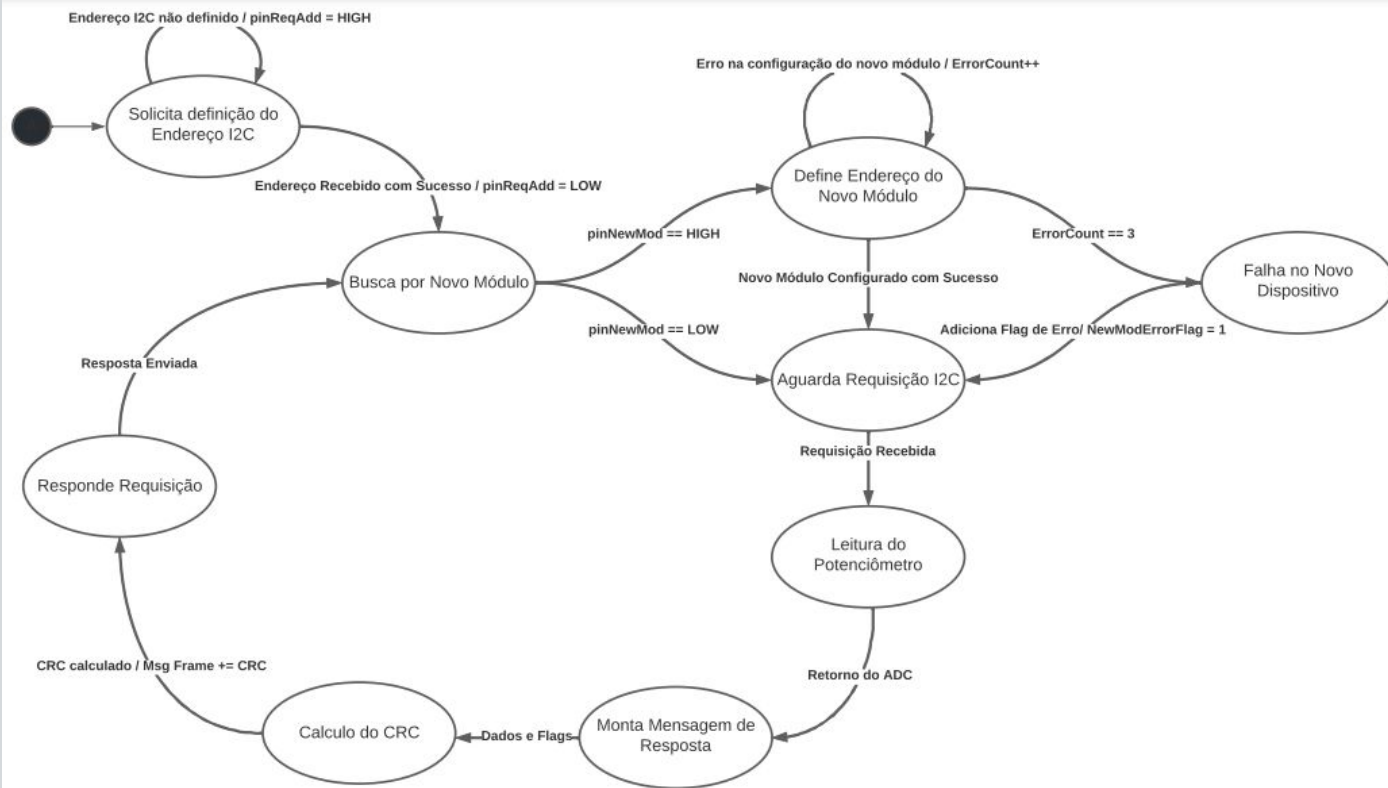 Endereço I2C não definido / pinReqAdd = HIGH
Solicita definição do
Endereço I2C
Endereço Recebido com Sucesso / pinReqAdd = LOW
Erro na configuração do novo módulo / ErrorCount++
Define Endereço do
Novo Módulo
pinNewMod == HIGH
ErrorCount == 3
Busca por Novo Módulo
Novo Módulo Configurado com Sucesso
Falha no Novo
Dispositivo
pinNewMod == LOW
Adiciona Flag de Erro/ NewModErrorFlag = 1
Resposta Enviada
Aguarda Requisição I2C
Requisição Recebida
Responde Requisição
Leitura do
Potenciômetro
CRC calculado / Msg Frame += CRC
Retorno do ADC
Calculo do CRC
Dados e Flags
Monta Mensagem de
Resposta